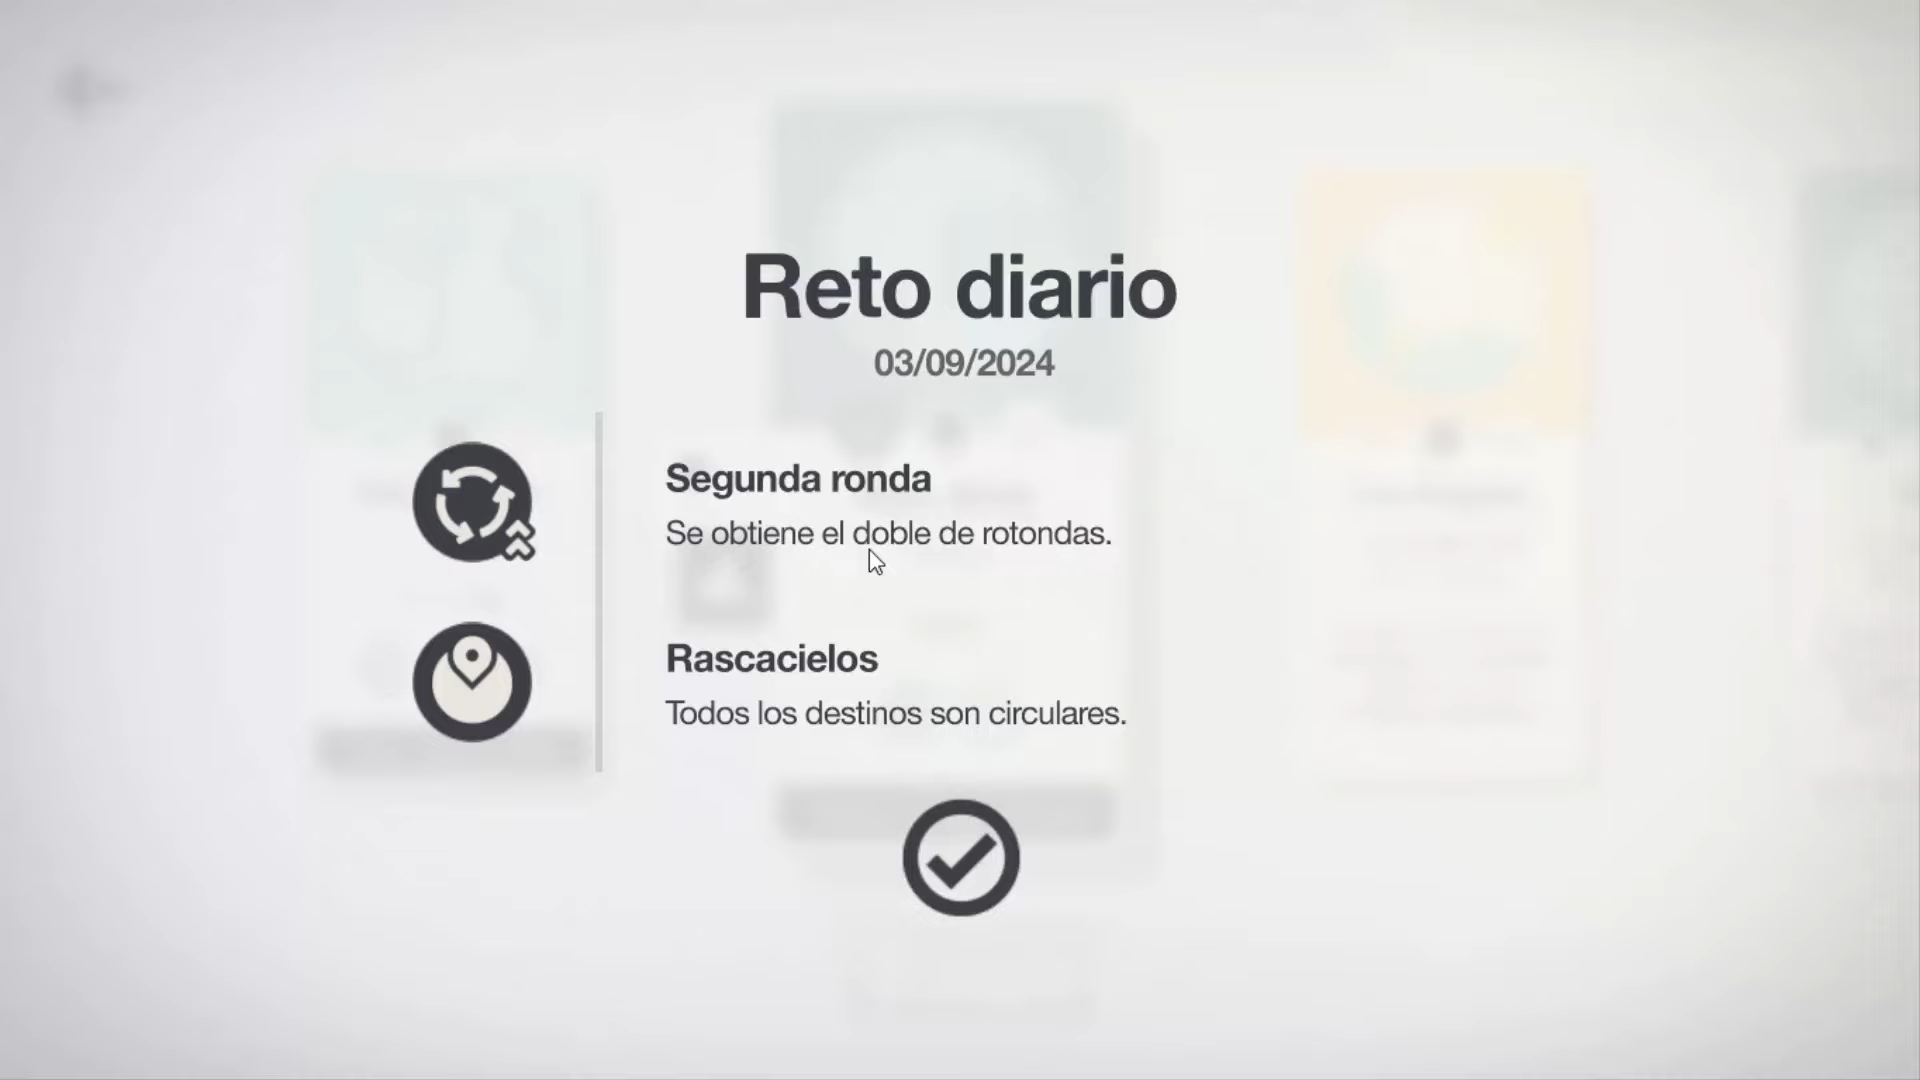 Reto diario
03/09/2024
Segunda ronda
Se obtiene el doble de rotondas.
Rascacielos
Todos los destinos son circulares.